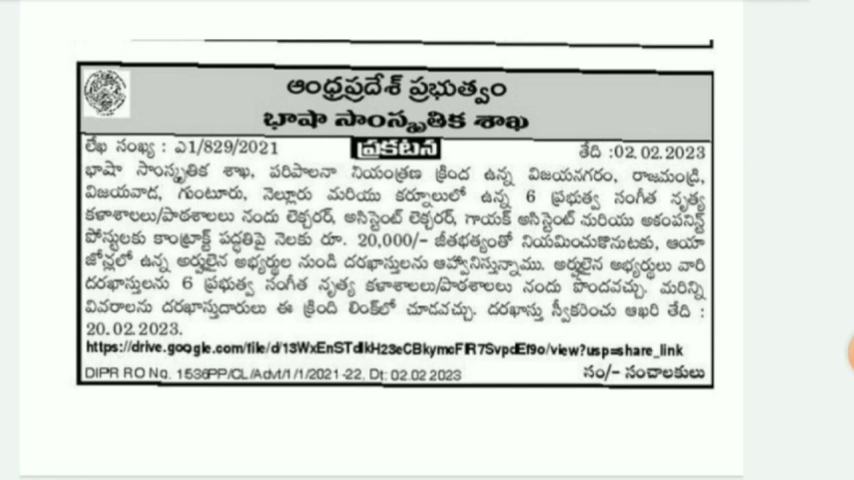 ఆంధ్రప్రదేశ్ ప్రభుత్వం
భాషా సాంస్కృతిక శాఖ
లేఖ సంఖ్య : ఎ1/829/2021 ప్రకటన తేది :02.02.2023
భాషా సాంస్కృతిక శాఖ, పరిపాలనా నియంత్రణ క్రింద ఉన్న విజయనగరం, రాజమండ్రి,
విజయవాడ, గుంటూరు, నెల్లూరు మరియు కర్నూలులో ఉన్న 6 ప్రభుత్వ సంగీత నృత్య
కళాశాలలు/పాఠశాలలు నందు లెక్చరర్, అసిస్టెంట్ లెక్చరర్, గాయక్ అసిస్టెంట్ మరియు అకంపనిస్ట్
పోస్టులకు కాంట్రాక్ట్ పద్ధతిపై నెలకు రూ. 20,000/- జీతభత్యంతో నియమించుకొనుటకు, ఆయా
జోన్లలో ఉన్న అర్హులైన అభ్యర్థుల నుండి దరఖాస్తులను ఆహ్వానిస్తున్నాము. అర్హులైన అభ్యర్థులు వారి
దరఖాస్తులను 6 ప్రభుత్వ సంగీత నృత్య కళాశాలలు/పాఠశాలలు నందు పొందవచ్చు. మరిన్ని
వివరాలను దరఖాస్తుదారులు ఈ క్రింది లింక్‌లో చూడవచ్చు. దరఖాస్తు స్వీకరించు ఆఖరి తేది :
20.02.2023.
https://drive.google.com/file/d/13WxEnSTdlkH23eCBkymcFlR7SvpdEf9o/view?usp=share_link
DIPR RO No. 1536PP/CL/Advt/1/1/2021-22, Dt: 02.02.2023 సం/- సంచాలకులు